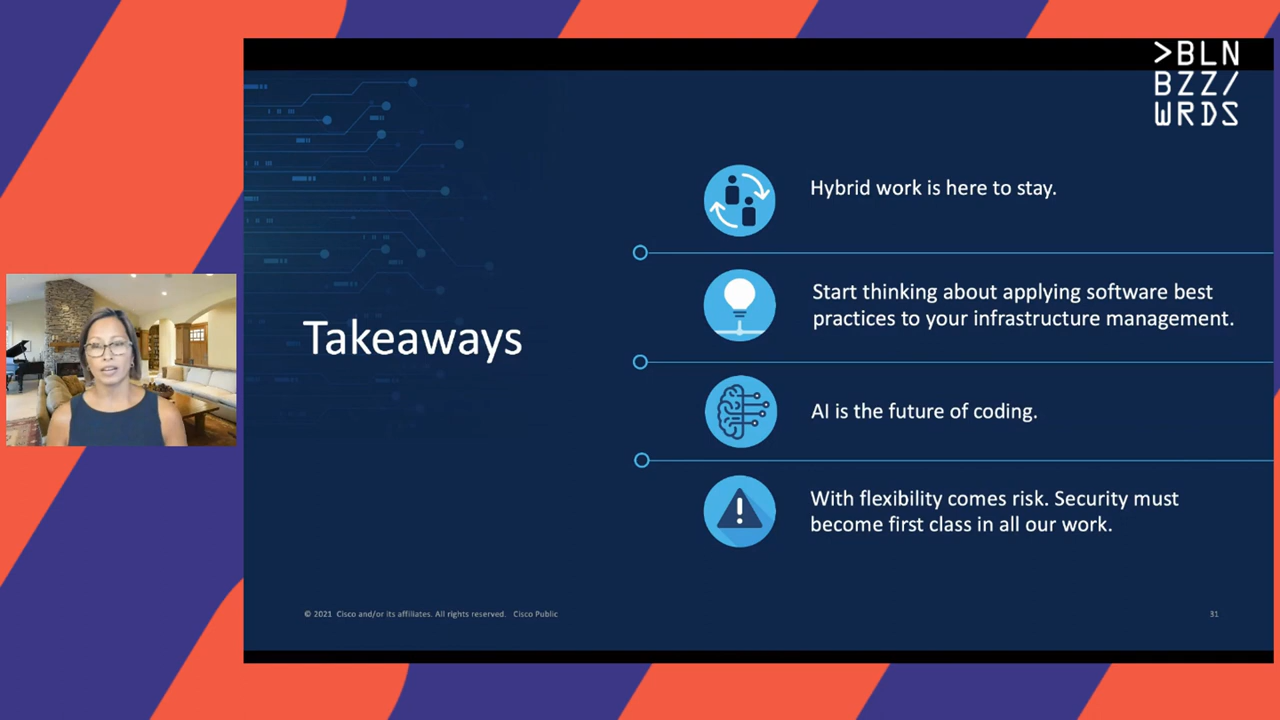 >BLN
BZZ/
WRDS
Hybrid work is here to stay.
Start thinking about applying software best
practices to your infrastructure management.
Takeaways
AI is the future of coding.
With flexibility comes risk. Security must
become first class in all our work.
© 2021 Cisco and/or its affiliates. All rights reserved. Cisco Public
31